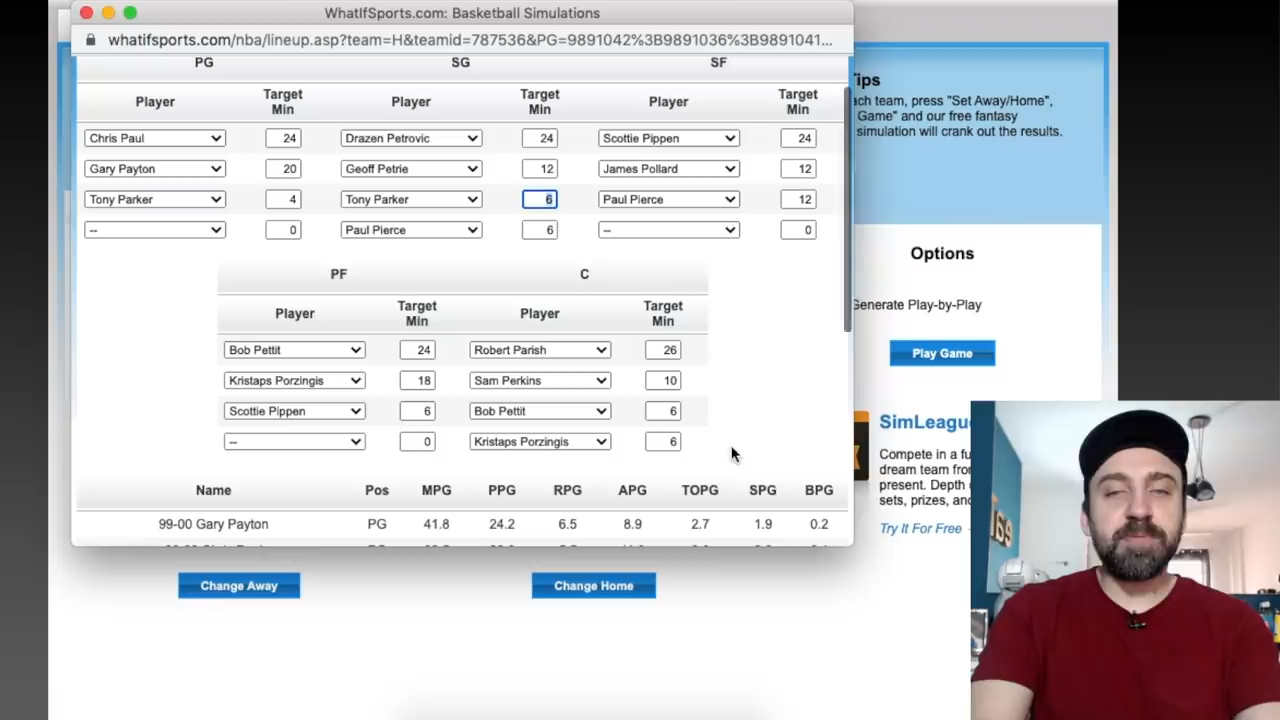 WhatIfSports.com: Basketball Simulations
whatifsports.com/nba/lineup.asp?team=H&teamid=787536&PG=9891042%3B9891036%3B9891041...
PG SG SF
Player Target Min Player Target Min Player Target Min
Chris Paul 24 Drazen Petrovic 24 Scottie Pippen 24
Gary Payton 20 Geoff Petrie 12 James Pollard 12
Tony Parker 4 Tony Parker 6 Paul Pierce 12
-- 0 Paul Pierce 6 -- 0
PF C
Player Target Min Player Target Min
Bob Pettit 24 Robert Parish 26
Kristaps Porzingis 18 Sam Perkins 10
Scottie Pippen 6 Bob Pettit 6
-- 0 Kristaps Porzingis 6
Name Pos MPG PPG RPG APG TOPG SPG BPG
99-00 Gary Payton PG 41.8 24.2 6.5 8.9 2.7 1.9 0.2
Change Away Change Home
Tips
each team, press "Set Away/Home",
Game" and our free fantasy
simulation will crank out the results.
Options
Generate Play-by-Play
Play Game
SimLeague
Compete in a fu
dream team from
present. Depth
sets, prizes, and
Try It For Free